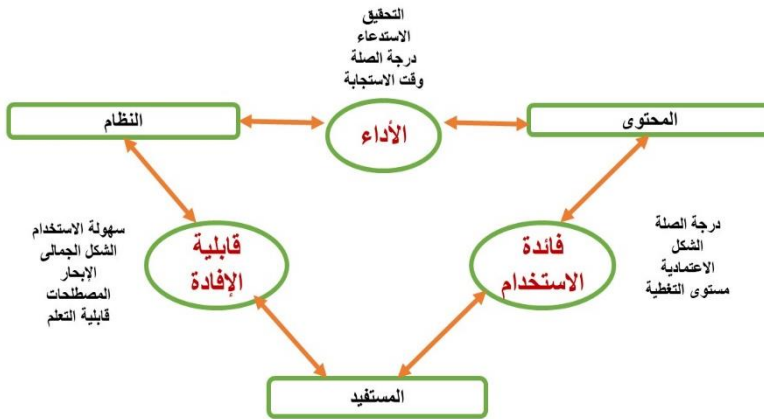 التحقيق
الاستدعاء
درجة الصلة
وقت الاستجابة
المحتوى
الأداء
النظام
درجة الصلة
الشكل
الاعتمادية
مستوى التغطية
فائدة
الاستخدام
قابلية
الإفادة
سهولة الاستخدام
الشكل الجمالى
الإبحار
المصطلحات
قابلية التعلم
المستفيد